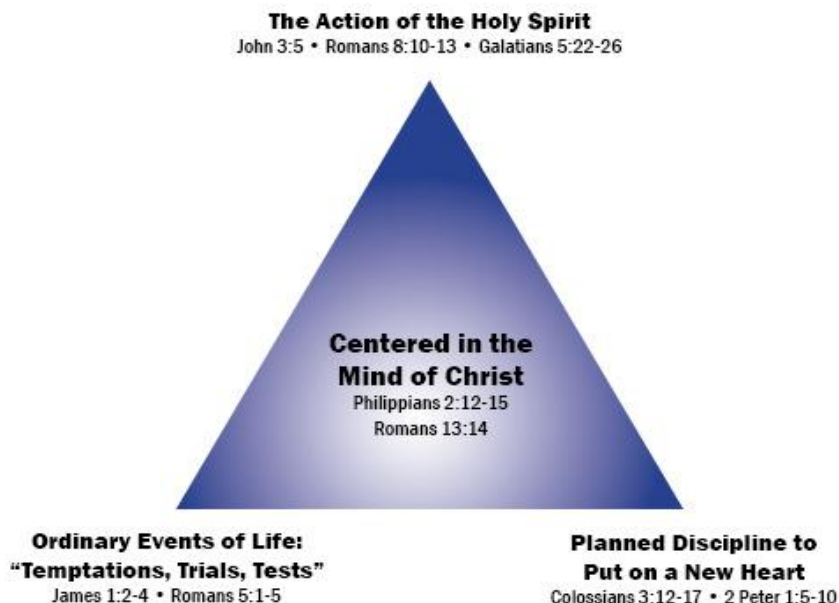 The Action of the Holy Spirit
John 3:5 • Romans 8:10-13 • Galatians 5:22-26
Centered in the
Mind of Christ
Philippians 2:12-15
Romans 13:14
Ordinary Events of Life:
“Temptations, Trials, Tests”
James 1:2-4 • Romans 5:1-5
Planned Discipline to
Put on a New Heart
Colossians 3:12-17 • 2 Peter 1:5-10